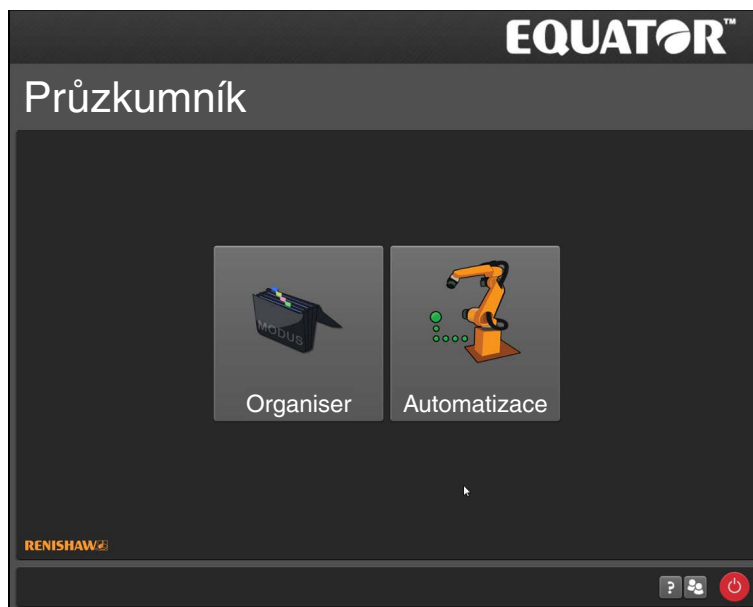 EQUATOR™
Průzkumník
MODUS
Organiser
Automatizace
RENISHAW
?